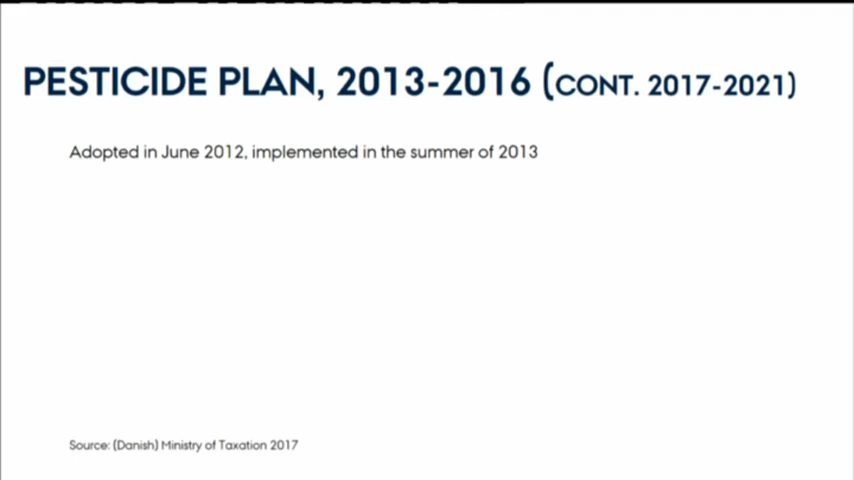 PESTICIDE PLAN, 2013-2016 (CONT. 2017-2021)
Adopted in June 2012, implemented in the summer of 2013
Source: (Danish) Ministry of Taxation 2017